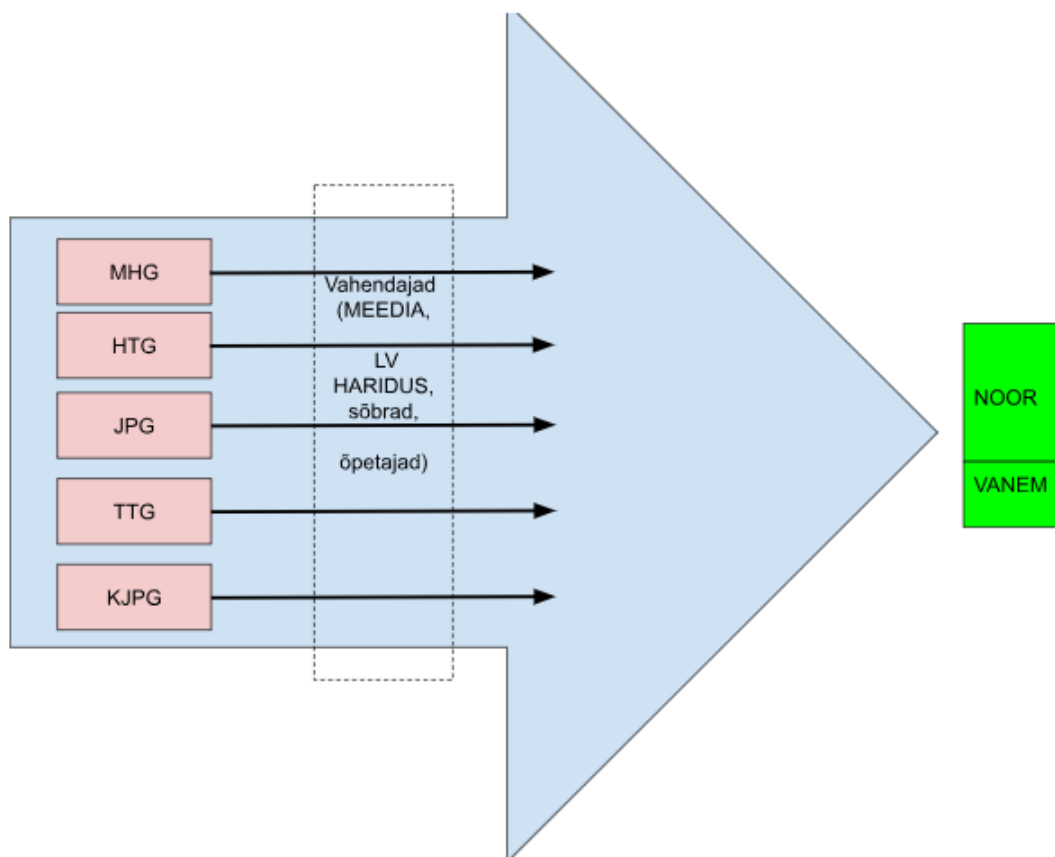 MHG
HTG
JPG
TTG
KJPG
Vahendajad
(MEEDIA,
LV
HARIDUS,
sõbrad,
õpetajad)
NOOR
VANEM